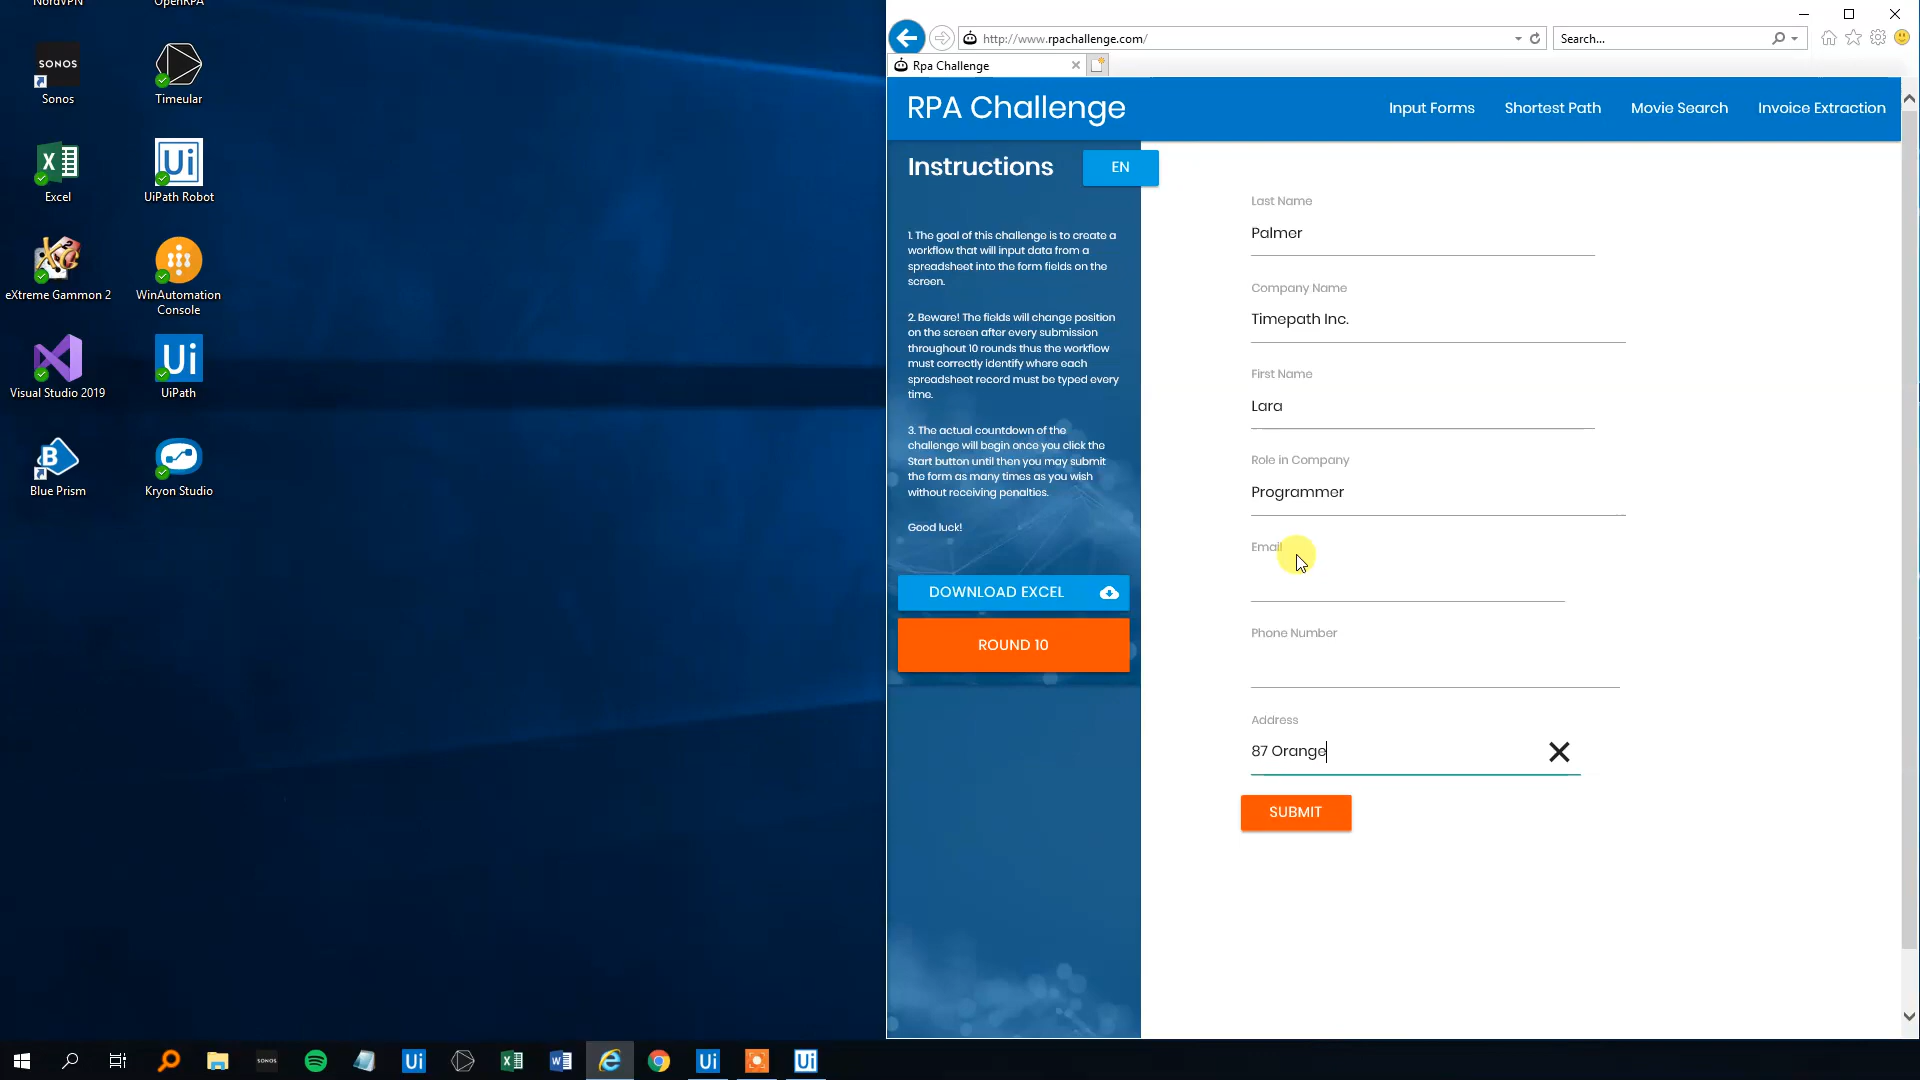 NordVPN
OpenRPA
SONOS
Sonos
Timeular
Excel
Ui
UiPath Robot
eXtreme Gammon 2
WinAutomation
Console
Visual Studio 2019
Ui
UiPath
Blue Prism
Kryon Studio
http://www.rpachallenge.com/
Search...
Rpa Challenge
RPA Challenge
Input Forms
Shortest Path
Movie Search
Invoice Extraction
Instructions
EN
1. The goal of this challenge is to create a
workflow that will input data from a
spreadsheet into the form fields on the
screen.
2. Beware! The fields will change position
on the screen after every submission
throughout 10 rounds thus the workflow
must correctly identify where each
spreadsheet record must be typed every
time.
3. The actual countdown of the
challenge will begin once you click the
Start button until then you may submit
the form as many times as you wish
without receiving penalties.
Good luck!
DOWNLOAD EXCEL
ROUND 10
Last Name
Palmer
Company Name
Timepath Inc.
First Name
Lara
Role in Company
Programmer
Email
Phone Number
Address
87 Orange
SUBMIT
SONOS
Ui
Ui
Ui